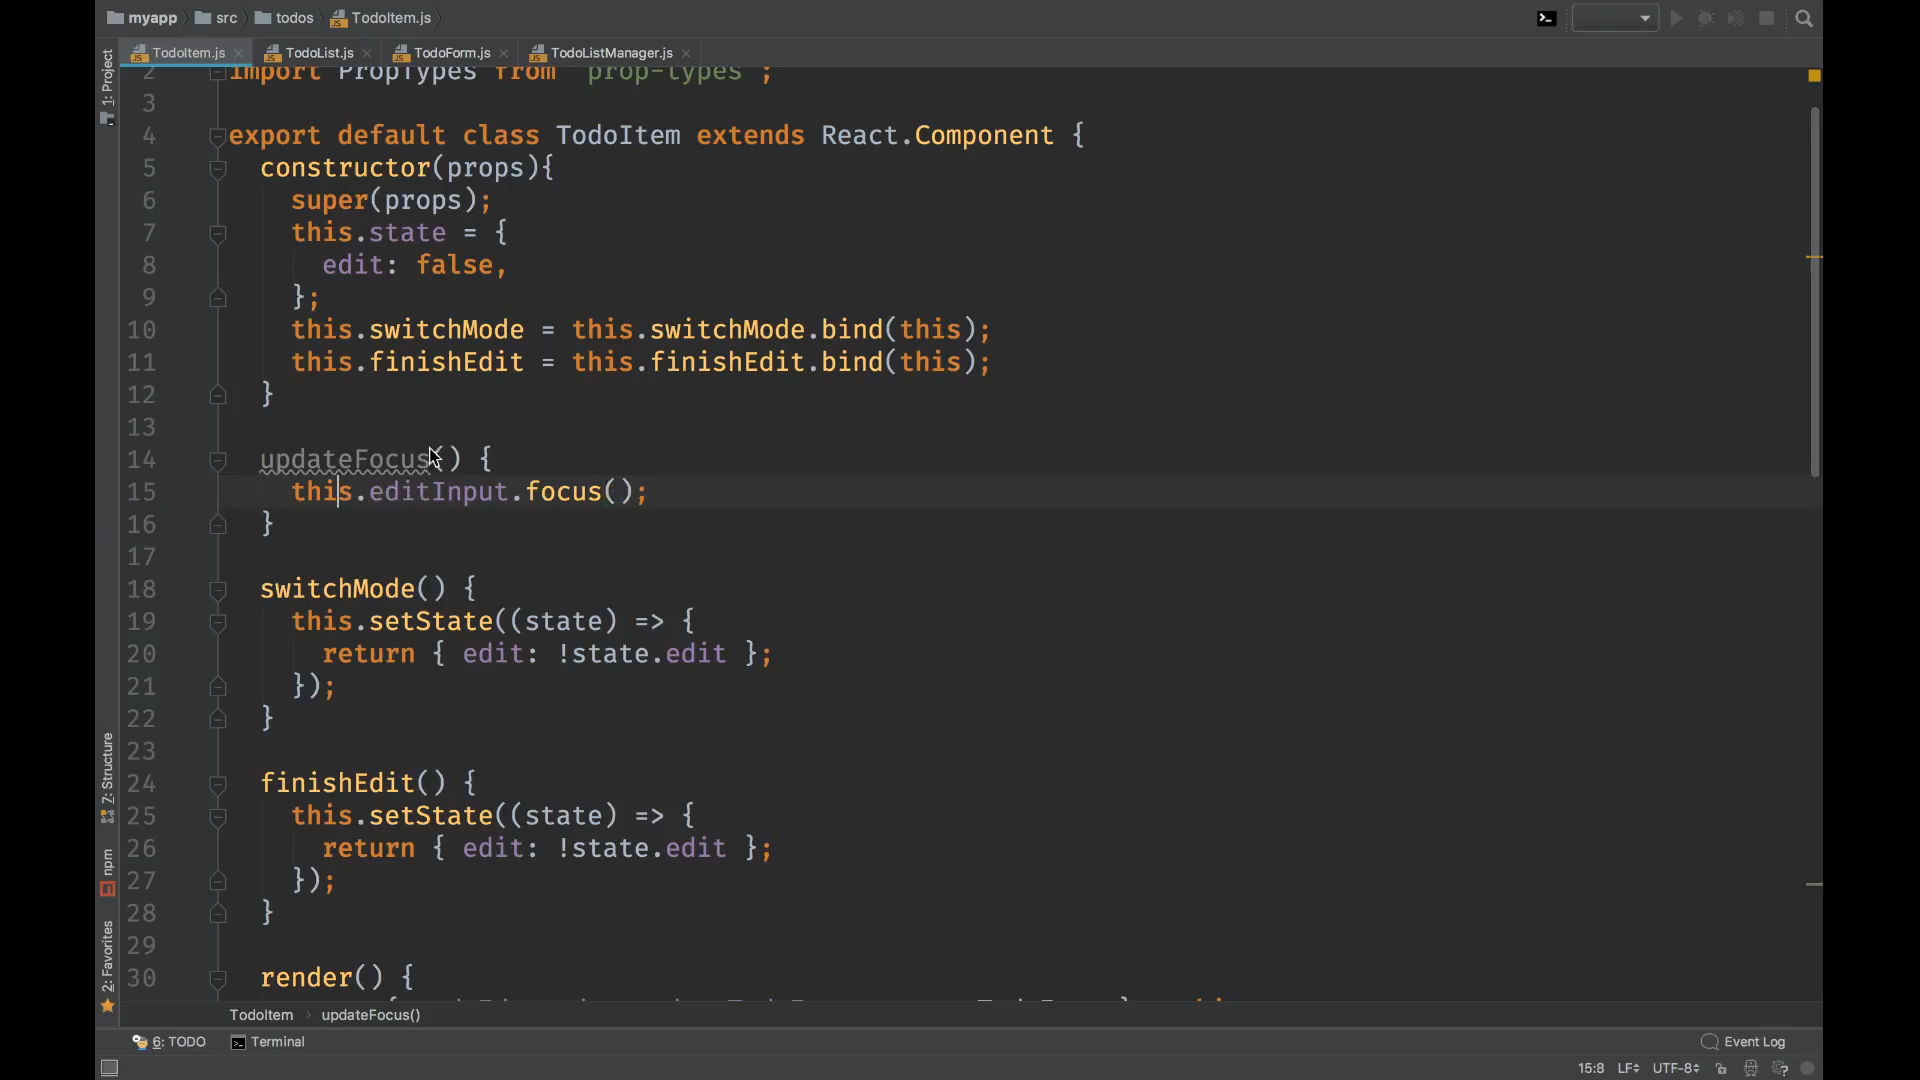 myapp src todos TodoItem.js
TodoItem.js TodoList.js TodoForm.js TodoListManager.js
1: Project
2 import PropTypes from 'prop-types';
3
4 export default class TodoItem extends React.Component {
5 constructor(props){
6 super(props);
7 this.state = {
8 edit: false,
9 };
10 this.switchMode = this.switchMode.bind(this);
11 this.finishEdit = this.finishEdit.bind(this);
12 }
13
14 updateFocus() {
15 this.editInput.focus();
16 }
17
18 switchMode() {
19 this.setState((state) => {
20 return { edit: !state.edit };
21 });
22 }
23
24 finishEdit() {
25 this.setState((state) => {
26 return { edit: !state.edit };
27 });
28 }
29
30 render() {
7: Structure
npm
2: Favorites
TodoItem updateFocus()
6: TODO Terminal Event Log
15:8 LF UTF-8